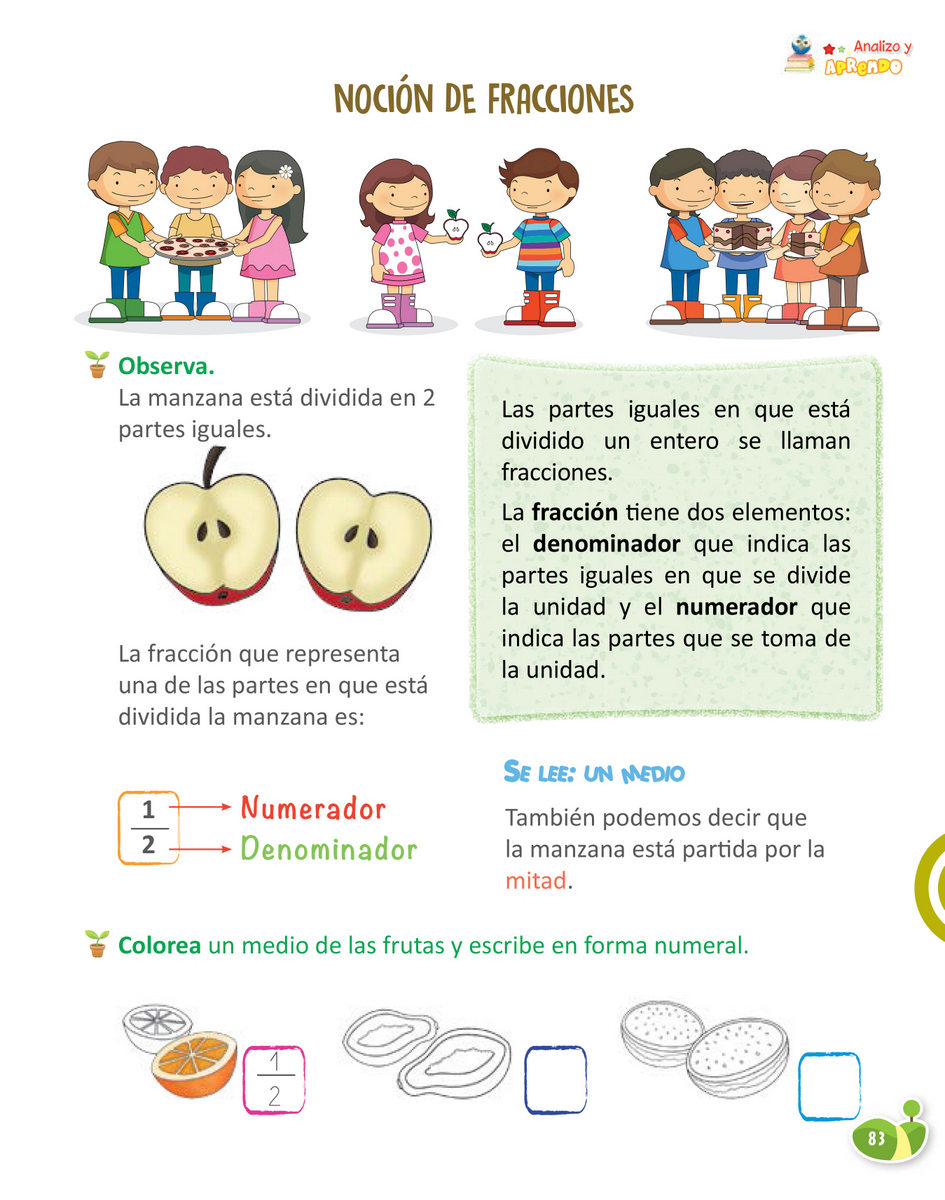 Analizo y
APRENDO
NOCIÓN DE FRACCIONES
Observa.
La manzana está dividida en 2
partes iguales.
Las partes iguales en que está
dividido un entero se llaman
fracciones.
La fracción tiene dos elementos:
el denominador que indica las
partes iguales en que se divide
la unidad y el numerador que
indica las partes que se toma de
la unidad.
La fracción que representa
una de las partes en que está
dividida la manzana es:
1 Numerador
2 Denominador
SE LEE: UN MEDIO
También podemos decir que
la manzana está partida por la
mitad.
Colorea un medio de las frutas y escribe en forma numeral.
1
2
83